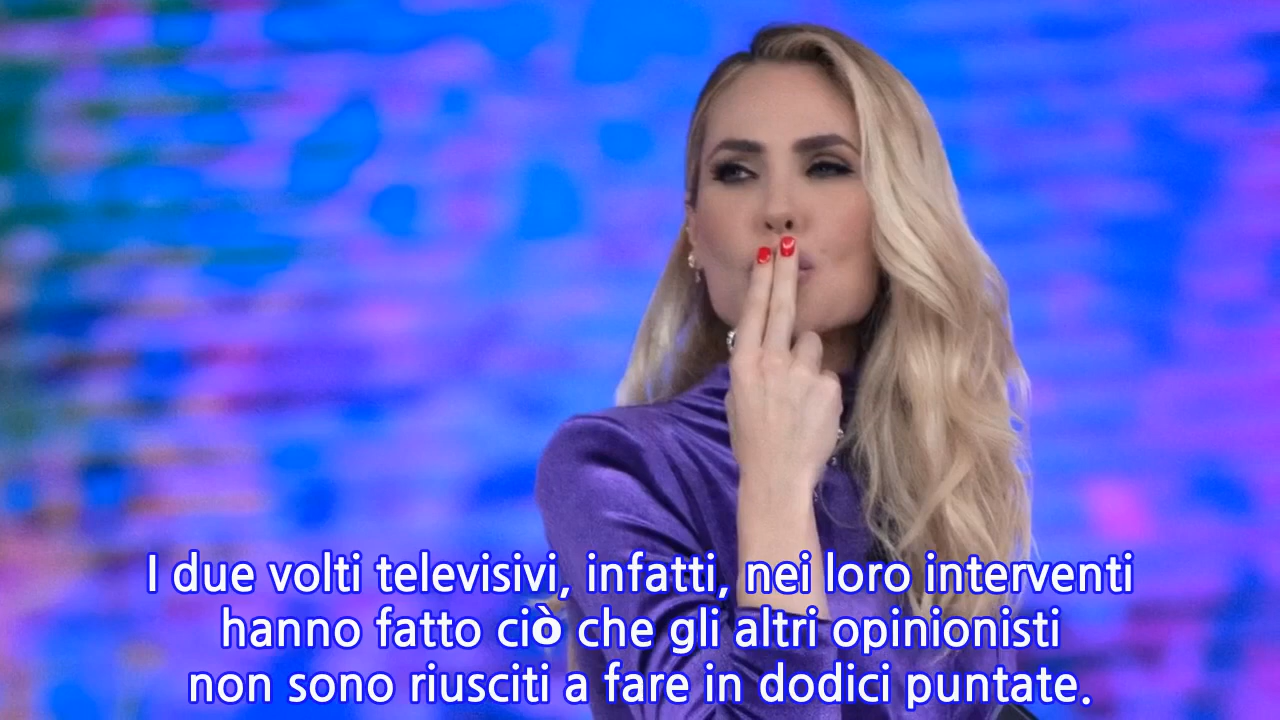 I due volti televisivi, infatti, nei loro interventi
hanno fatto ciò che gli altri opinionisti
non sono riusciti a fare in dodici puntate.